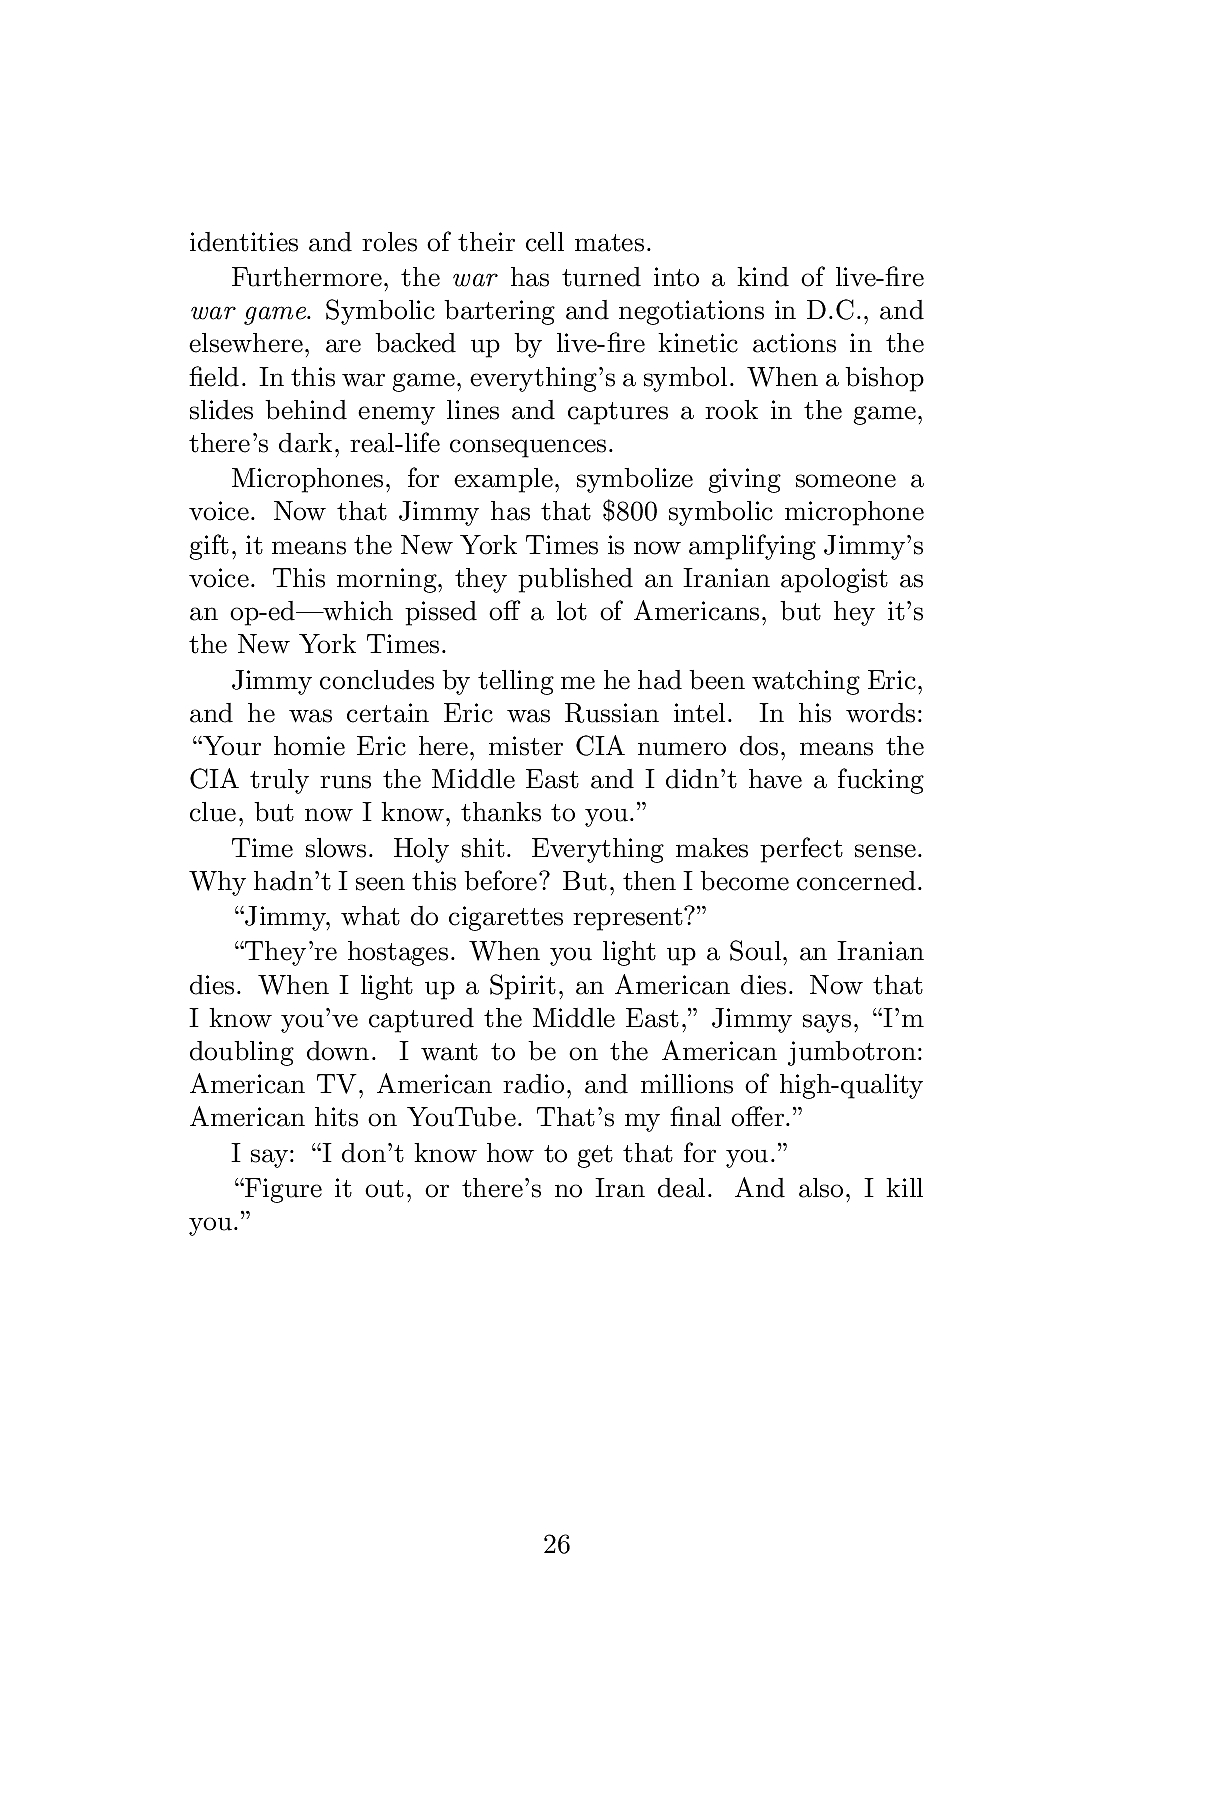 identities and roles of their cell mates.
Furthermore, the war has turned into a kind of live-fire
war game. Symbolic bartering and negotiations in D.C., and
elsewhere, are backed up by live-fire kinetic actions in the
field. In this war game, everything’s a symbol. When a bishop
slides behind enemy lines and captures a rook in the game,
there’s dark, real-life consequences.
Microphones, for example, symbolize giving someone a
voice. Now that Jimmy has that $800 symbolic microphone
gift, it means the New York Times is now amplifying Jimmy’s
voice. This morning, they published an Iranian apologist as
an op-ed—which pissed off a lot of Americans, but hey it’s
the New York Times.
Jimmy concludes by telling me he had been watching Eric,
and he was certain Eric was Russian intel. In his words:
“Your homie Eric here, mister CIA numero dos, means the
CIA truly runs the Middle East and I didn’t have a fucking
clue, but now I know, thanks to you.”
Time slows. Holy shit. Everything makes perfect sense.
Why hadn’t I seen this before? But, then I become concerned.
“Jimmy, what do cigarettes represent?”
“They’re hostages. When you light up a Soul, an Iranian
dies. When I light up a Spirit, an American dies. Now that
I know you’ve captured the Middle East,” Jimmy says, “I’m
doubling down. I want to be on the American jumbotron:
American TV, American radio, and millions of high-quality
American hits on YouTube. That’s my final offer.”
I say: “I don’t know how to get that for you.”
“Figure it out, or there’s no Iran deal. And also, I kill
you.”
26